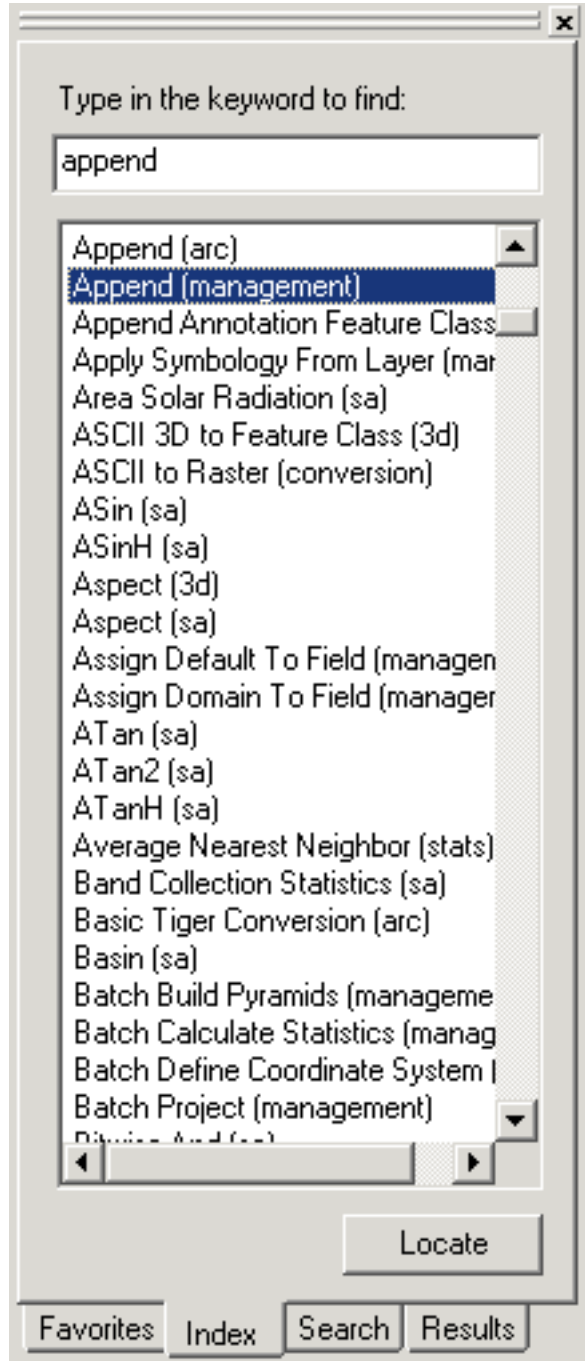 Type in the keyword to find:
append
Append (arc)
Append (management)
Append Annotation Feature Class
Apply Symbology From Layer (mar
Area Solar Radiation (sa)
ASCII 3D to Feature Class (3d)
ASCII to Raster (conversion)
ASin (sa)
ASinH (sa)
Aspect (3d)
Aspect (sa)
Assign Default To Field (managen
Assign Domain To Field (manager
ATan (sa)
ATan2 (sa)
ATanH (sa)
Average Nearest Neighbor (stats)
Band Collection Statistics (sa)
Basic Tiger Conversion (arc)
Basin (sa)
Batch Build Pyramids (manageme
Batch Calculate Statistics (manag
Batch Define Coordinate System (
Batch Project (management)
Locate
Favorites Index Search Results